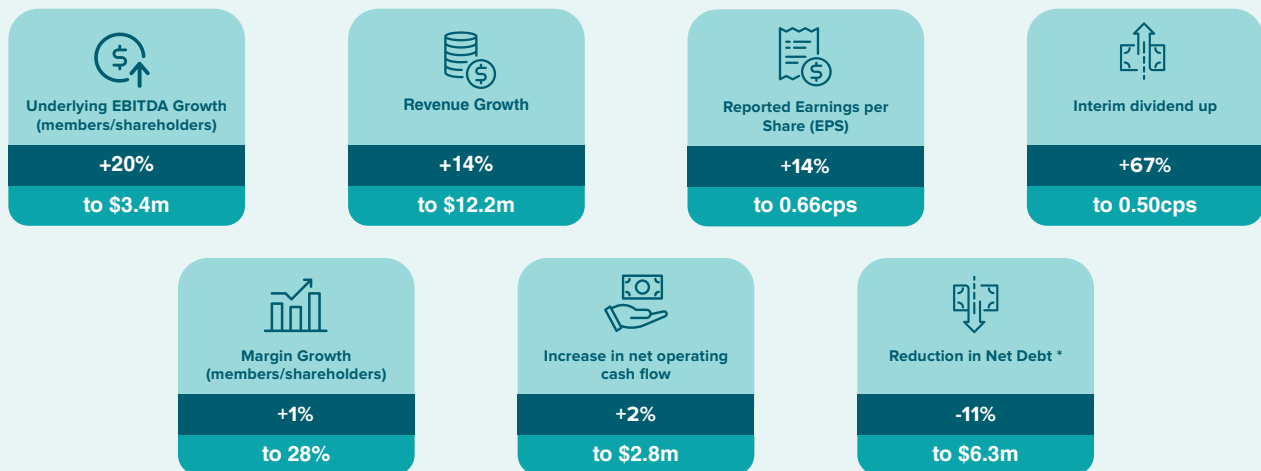 Underlying EBITDA Growth
(members/shareholders)
+20%
to $3.4m
Revenue Growth
+14%
to $12.2m
Reported Earnings per
Share (EPS)
+14%
to 0.66cps
Interim dividend up
+67%
to 0.50cps
Margin Growth
(members/shareholders)
+1%
to 28%
Increase in net operating
cash flow
+2%
to $2.8m
Reduction in Net Debt *
-11%
to $6.3m